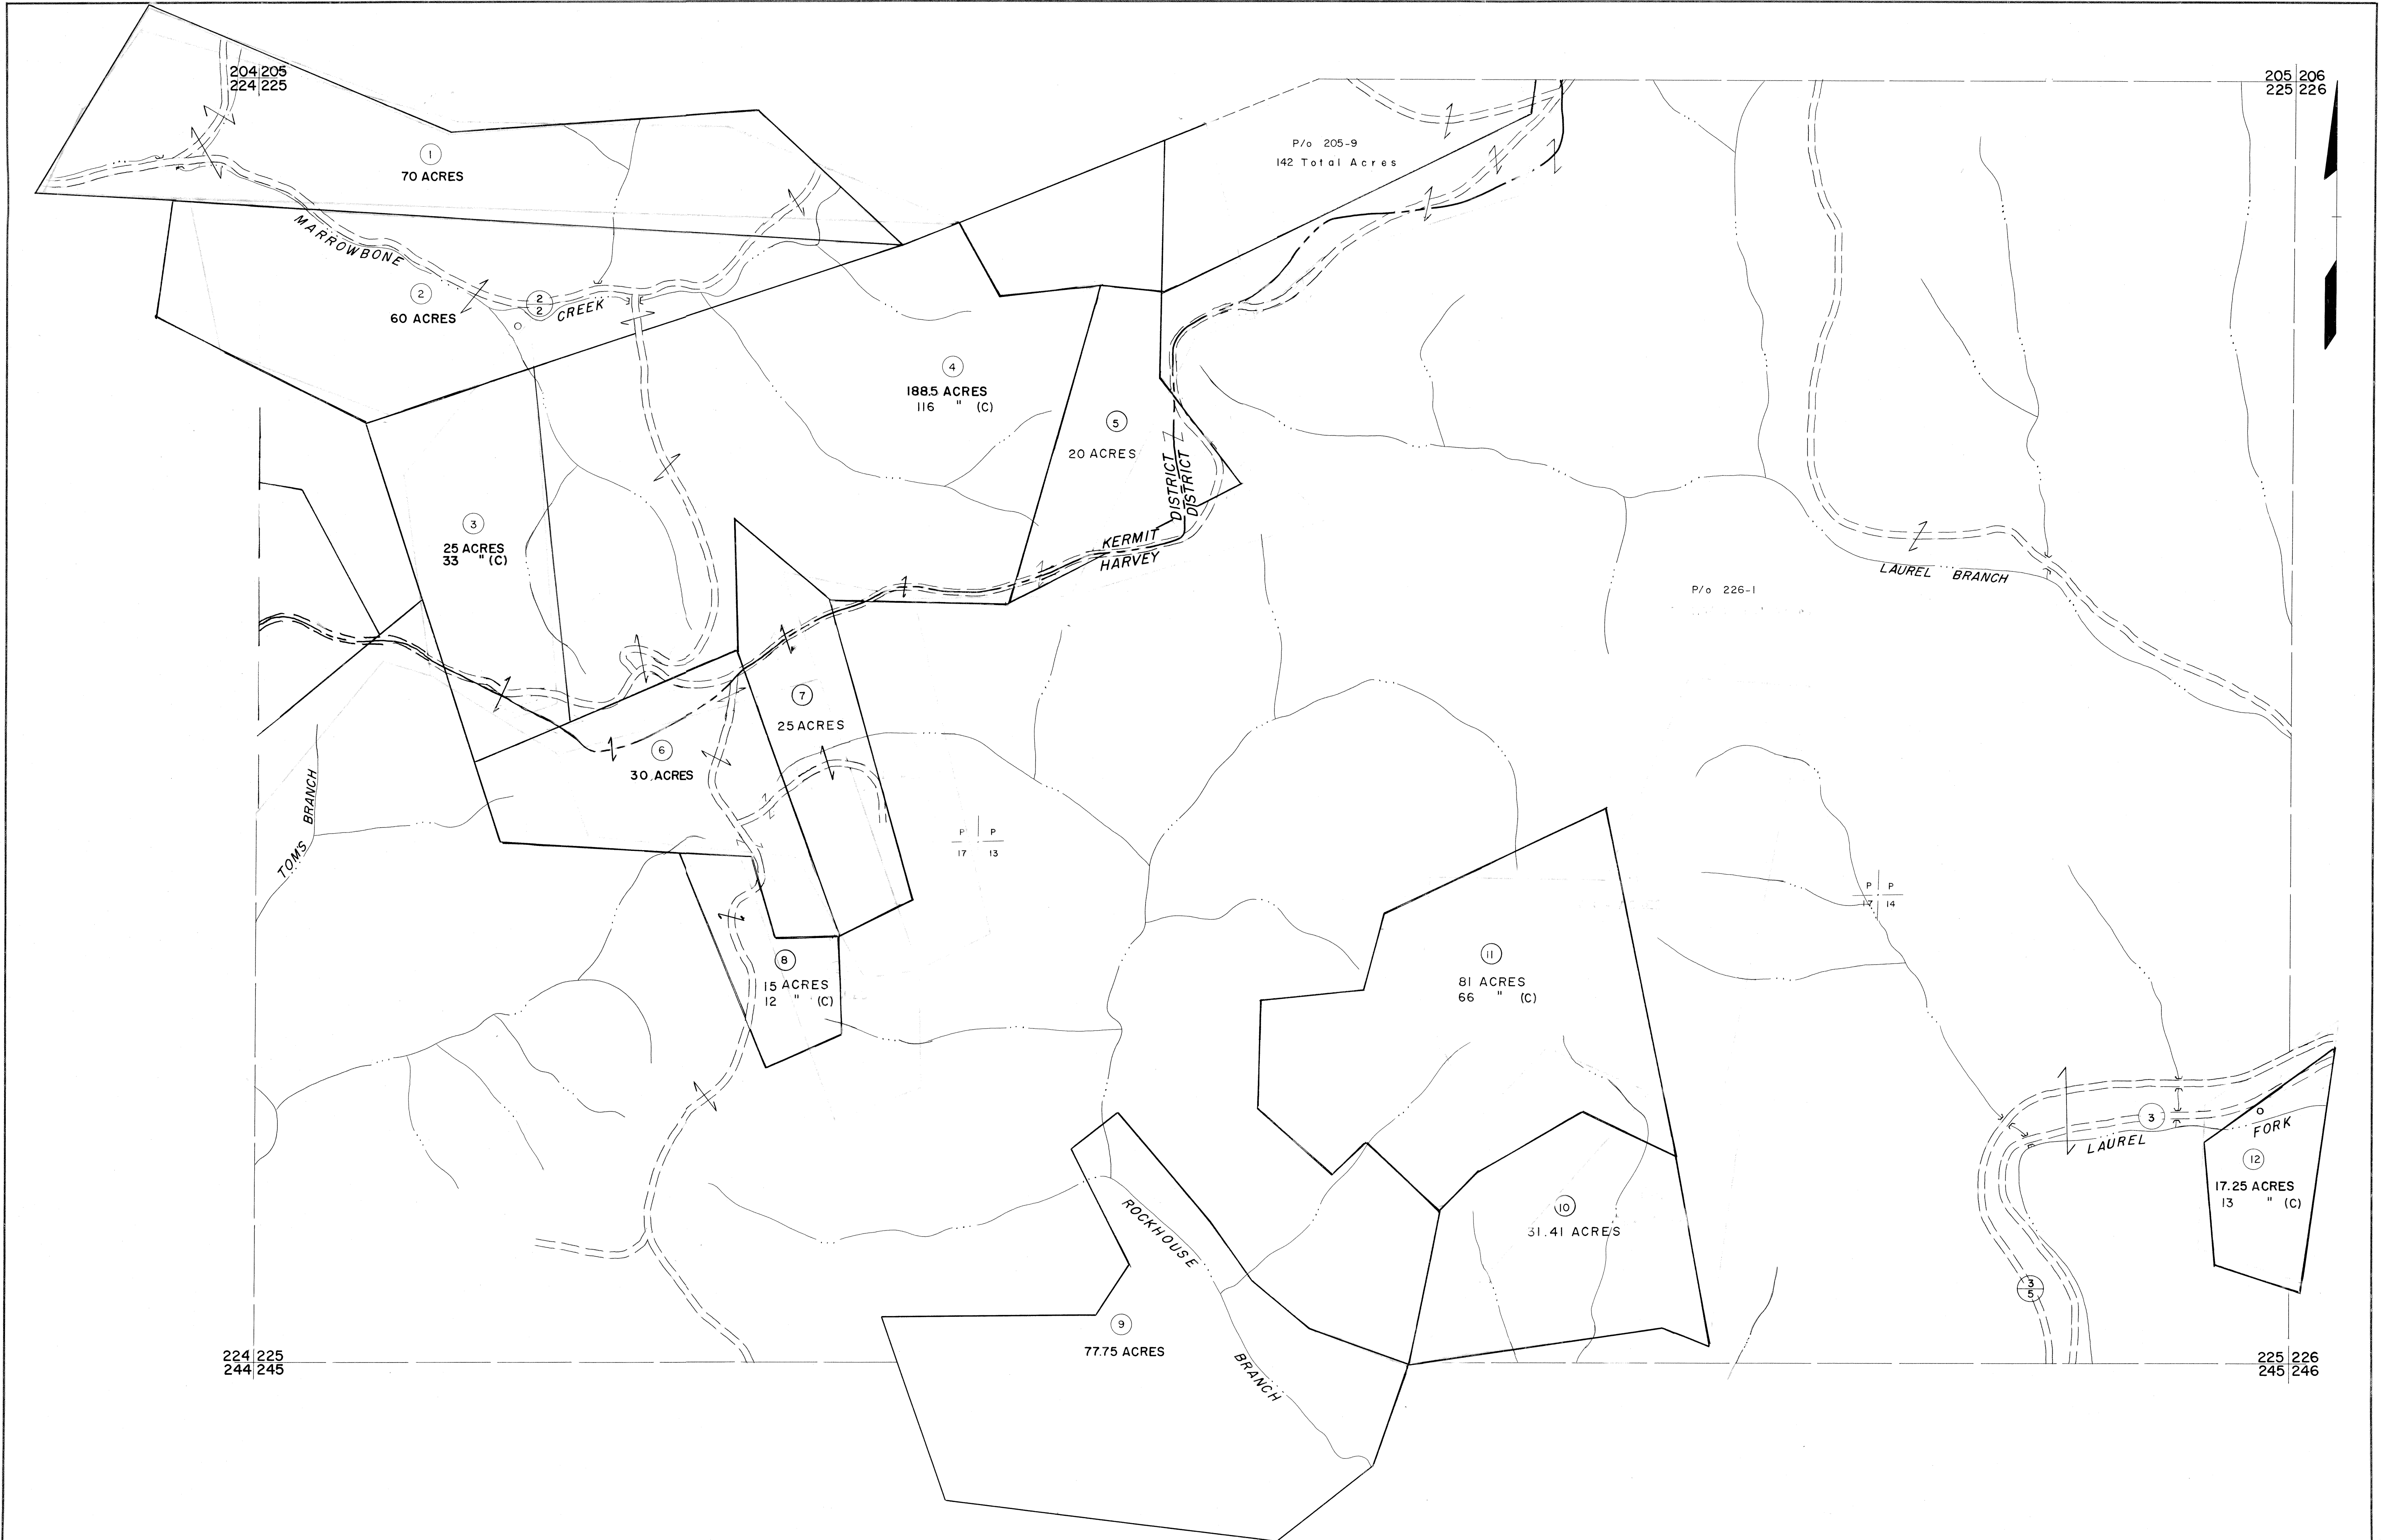 204 205
224 225
205 206
225 226
1
70 ACRES
P/o 205-9
142 Total Acres
MARROWBONE
CREEK
2
60 ACRES
2
2
4
188.5 ACRES
116 " (C)
5
20 ACRES
DISTRICT
DISTRICT
KERMIT
HARVEY
3
25 ACRES
33 " (C)
LAUREL BRANCH
P/o 226-1
7
25 ACRES
6
30 ACRES
TOM'S BRANCH
P P
17 13
P P
17 14
8
15 ACRES
12 " (C)
11
81 ACRES
66 " (C)
3
LAUREL
FORK
12
17.25 ACRES
13 " (C)
10
31.41 ACRES
ROCKHOUSE
BRANCH
3
5
9
77.75 ACRES
224 225
244 245
225 226
245 246